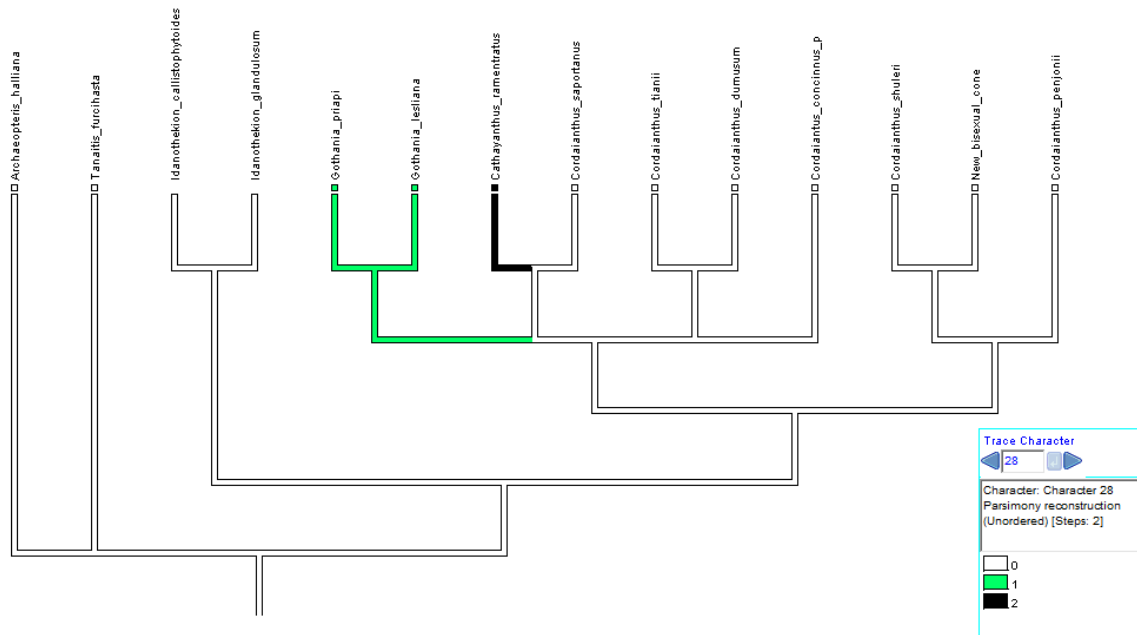 Archaeopteris_halliana
Tanaitis_furcihasta
Idanothekion_callistophytoides
Idanothekion_glandulosum
Gothania_priapi
Gothania_lesliana
Cathayanthus_ramentratus
Cordaianthus_saportanus
Cordaianthus_tianii
Cordaianthus_dumusum
Cordaiantus_concinnus_p
Cordaianthus_shuleri
New_bisexual_cone
Cordaianthus_penjonii
Trace Character
28
Character: Character 28
Parsimony reconstruction
(Unordered) [Steps: 2]
0
1
2